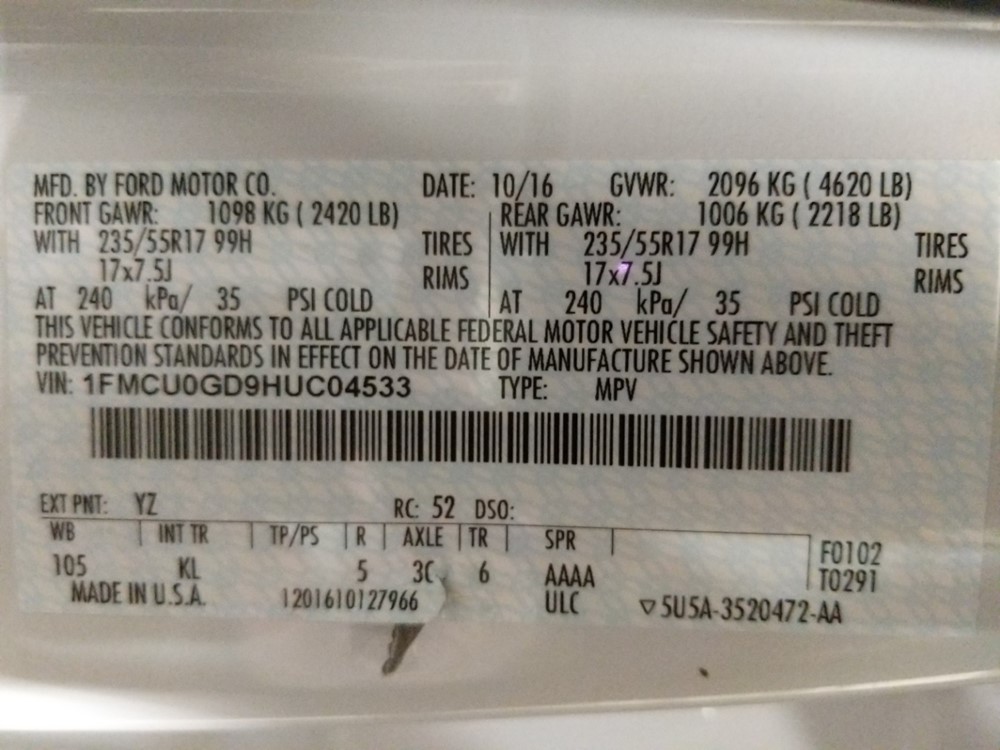 MFD. BY FORD MOTOR CO. DATE: 10/16 GVWR: 2096 KG ( 4620 LB)
FRONT GAWR: 1098 KG ( 2420 LB) REAR GAWR: 1006 KG ( 2218 LB)
WITH 235/55R17 99H TIRES WITH 235/55R17 99H TIRES
17x7.5J RIMS 17x7.5J RIMS
AT 240 kPa/ 35 PSI COLD AT 240 kPa/ 35 PSI COLD
THIS VEHICLE CONFORMS TO ALL APPLICABLE FEDERAL MOTOR VEHICLE SAFETY AND THEFT
PREVENTION STANDARDS IN EFFECT ON THE DATE OF MANUFACTURE SHOWN ABOVE.
VIN: 1FMCU0GD9HUC04533 TYPE: MPV
EXT PNT: YZ RC: 52 DSO:
WB INT TR TP/PS R AXLE TR SPR
105 KL 5 3C 6 AAAA
F0102
T0291
MADE IN U.S.A. 1201610127966 ULC ▽5U5A-3520472-AA